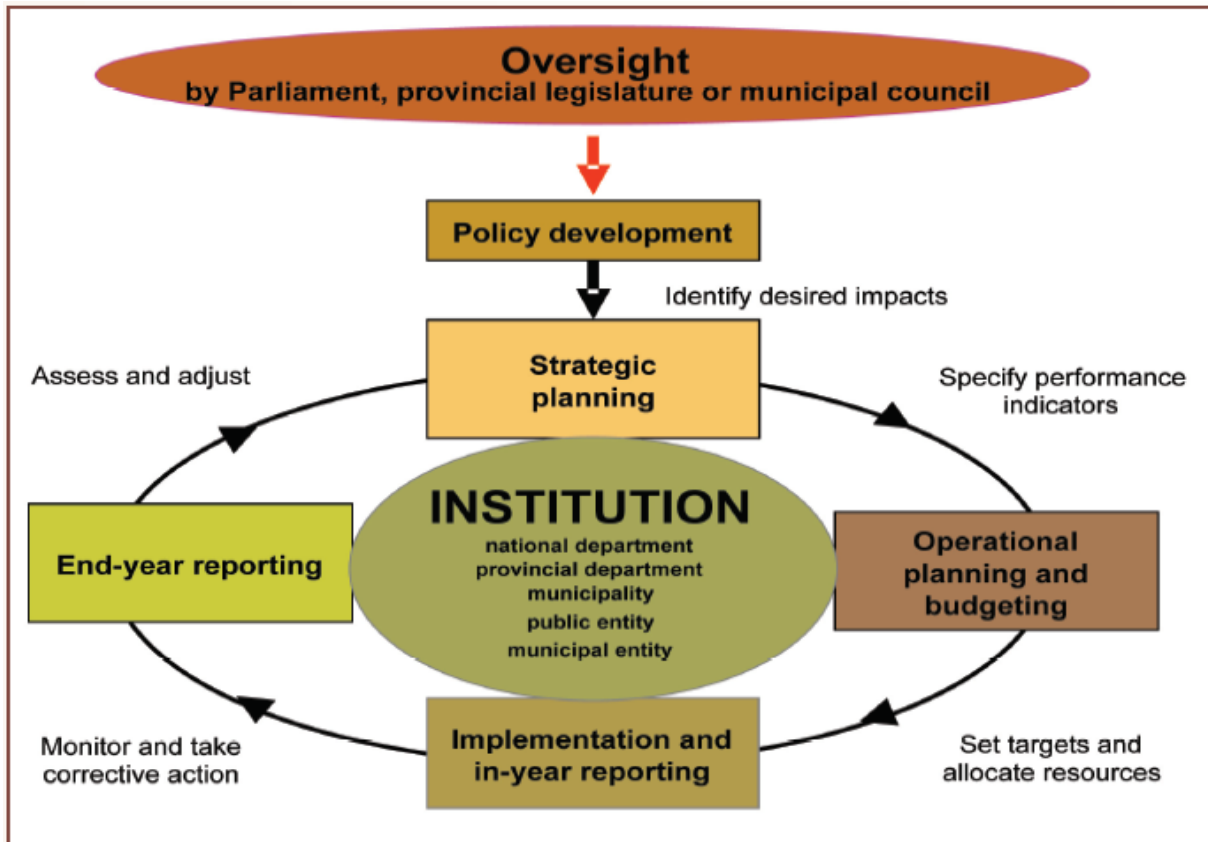 Oversight
by Parliament, provincial legislature or municipal council
Policy development
Identify desired impacts
Strategic
planning
Assess and adjust
Specify performance
indicators
INSTITUTION
national department
provincial department
municipality
public entity
municipal entity
End-year reporting
Operational
planning and
budgeting
Implementation and
in-year reporting
Monitor and take
corrective action
Set targets and
allocate resources